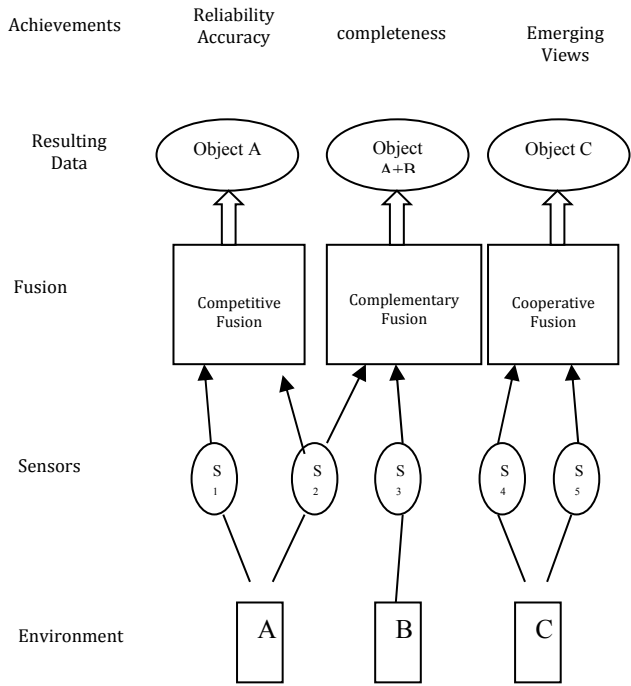 Achievements
Reliability
Accuracy
completeness
Emerging
Views
Resulting
Data
Object A
Object
A+B
Object C
Fusion
Competitive
Fusion
Complementary
Fusion
Cooperative
Fusion
Sensors
S
1
S
2
S
3
S
4
S
5
Environment
A
B
C